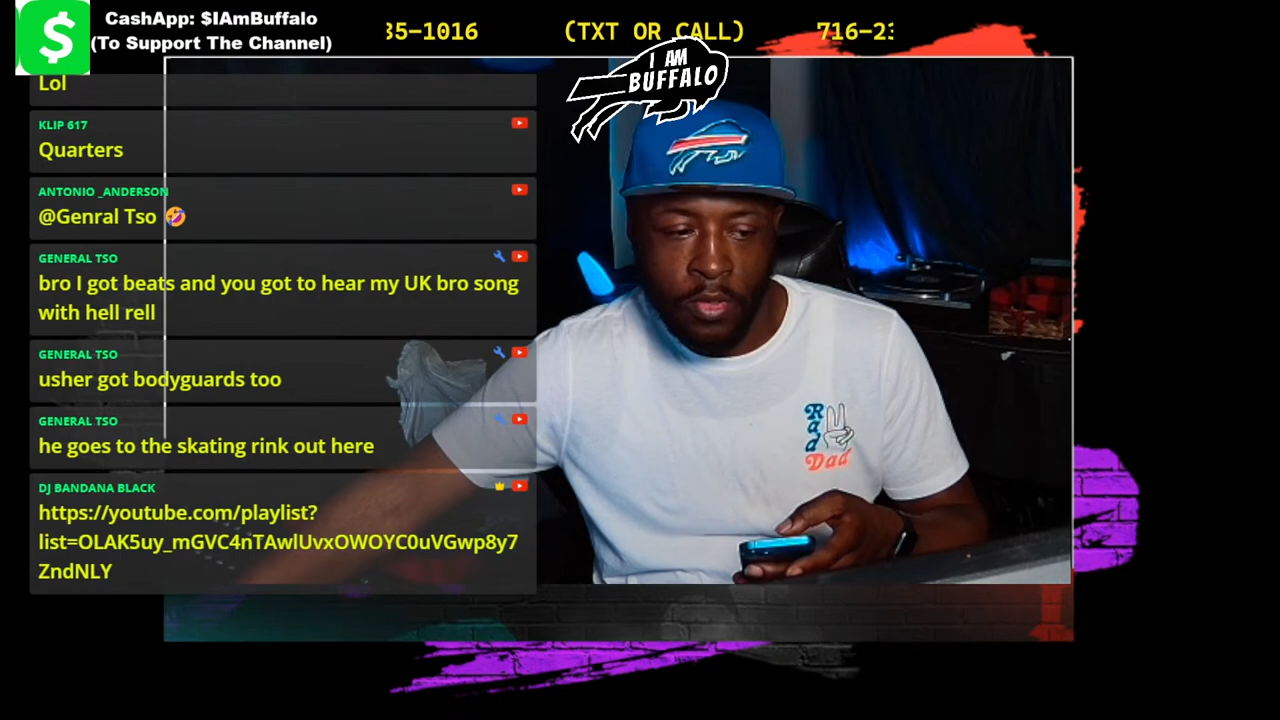 CashApp: $IAmBuffalo
(To Support The Channel)
35-1016 (TXT OR CALL) 716-23
I AM
BUFFALO
Lol
KLIP 617
Quarters
ANTONIO _ANDERSON
@Genral Tso 🤣
GENERAL TSO
bro I got beats and you got to hear my UK bro song
with hell rell
GENERAL TSO
usher got bodyguards too
GENERAL TSO
he goes to the skating rink out here
DJ BANDANA BLACK
https://youtube.com/playlist?
list=OLAK5uy_mGVC4nTAwlUvxOWOYC0uVGwp8y7
ZndNLY
Rad
Dad